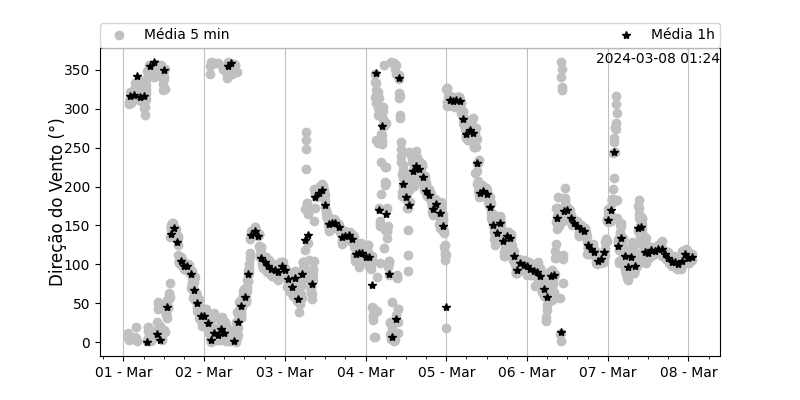 Média 5 min
Média 1h
2024-03-08 01:24
Direção do Vento (°)
350
300
250
200
150
100
50
0
01 - Mar
02 - Mar
03 - Mar
04 - Mar
05 - Mar
06 - Mar
07 - Mar
08 - Mar